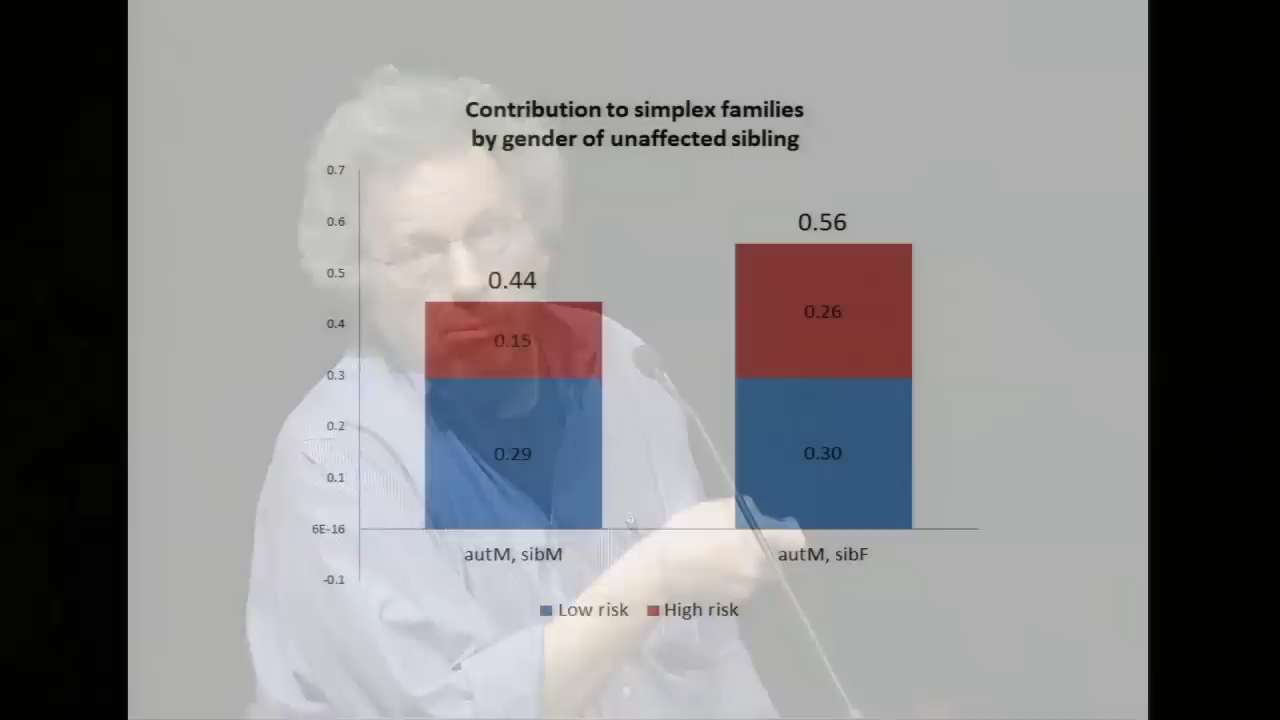 Contribution to simplex families
by gender of unaffected sibling
0.7
0.6
0.5
0.4
0.3
0.2
0.1
6E-16
-0.1
0.44
0.15
0.29
0.56
0.26
0.30
autM, sibM
autM, sibF
Low risk
High risk